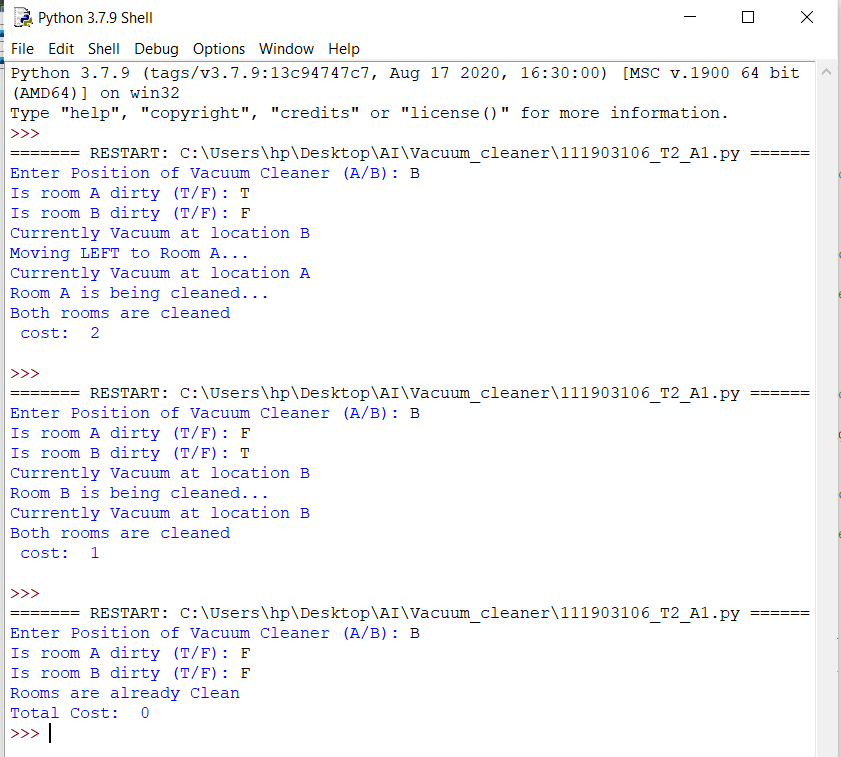 Python 3.7.9 Shell
File Edit Shell Debug Options Window Help
Python 3.7.9 (tags/v3.7.9:13c94747c7, Aug 17 2020, 16:30:00) [MSC v.1900 64 bit
(AMD64)] on win32
Type "help", "copyright", "credits" or "license()" for more information.
>>>
======= RESTART: C:\Users\hp\Desktop\AI\Vacuum_cleaner\111903106_T2_A1.py ======
Enter Position of Vacuum Cleaner (A/B): B
Is room A dirty (T/F): T
Is room B dirty (T/F): F
Currently Vacuum at location B
Moving LEFT to Room A...
Currently Vacuum at location A
Room A is being cleaned...
Both rooms are cleaned
 cost:  2
>>>
======= RESTART: C:\Users\hp\Desktop\AI\Vacuum_cleaner\111903106_T2_A1.py ======
Enter Position of Vacuum Cleaner (A/B): B
Is room A dirty (T/F): F
Is room B dirty (T/F): T
Currently Vacuum at location B
Room B is being cleaned...
Currently Vacuum at location B
Both rooms are cleaned
 cost:  1
>>>
======= RESTART: C:\Users\hp\Desktop\AI\Vacuum_cleaner\111903106_T2_A1.py ======
Enter Position of Vacuum Cleaner (A/B): B
Is room A dirty (T/F): F
Is room B dirty (T/F): F
Rooms are already Clean
Total Cost:  0
>>>